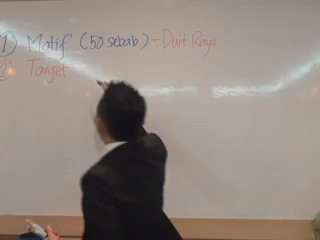 ① Motif (50 sebab) - Duit Raya
② Target